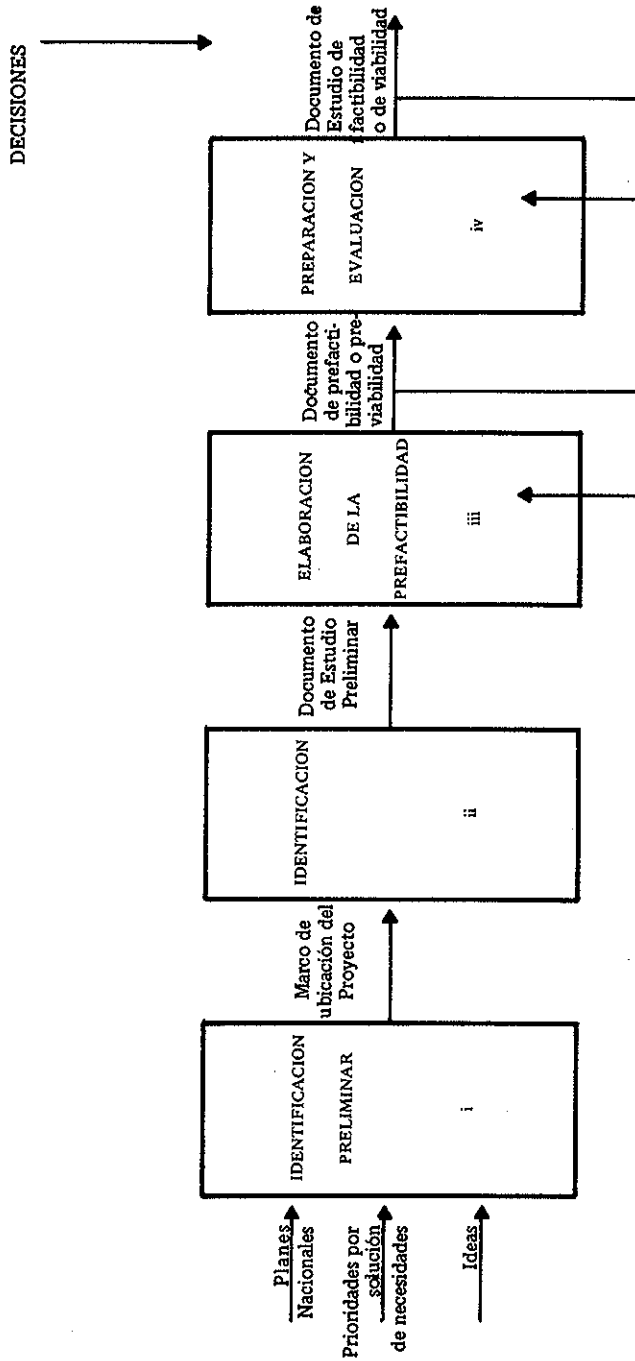 DECISIONES
Planes
Nacionales
Prioridades por
solución
de necesidades
Ideas
IDENTIFICACION
PRELIMINAR
i
Marco de
ubicación del
Proyecto
IDENTIFICACION
ii
Documento
de Estudio
Preliminar
ELABORACION
DE LA
PREFACTIBILIDAD
iii
Documento
de prefacti-
bilidad o pre-
viabilidad
PREPARACION Y
EVALUACION
iv
Documento de
Estudio de
factibilidad
o de viabilidad